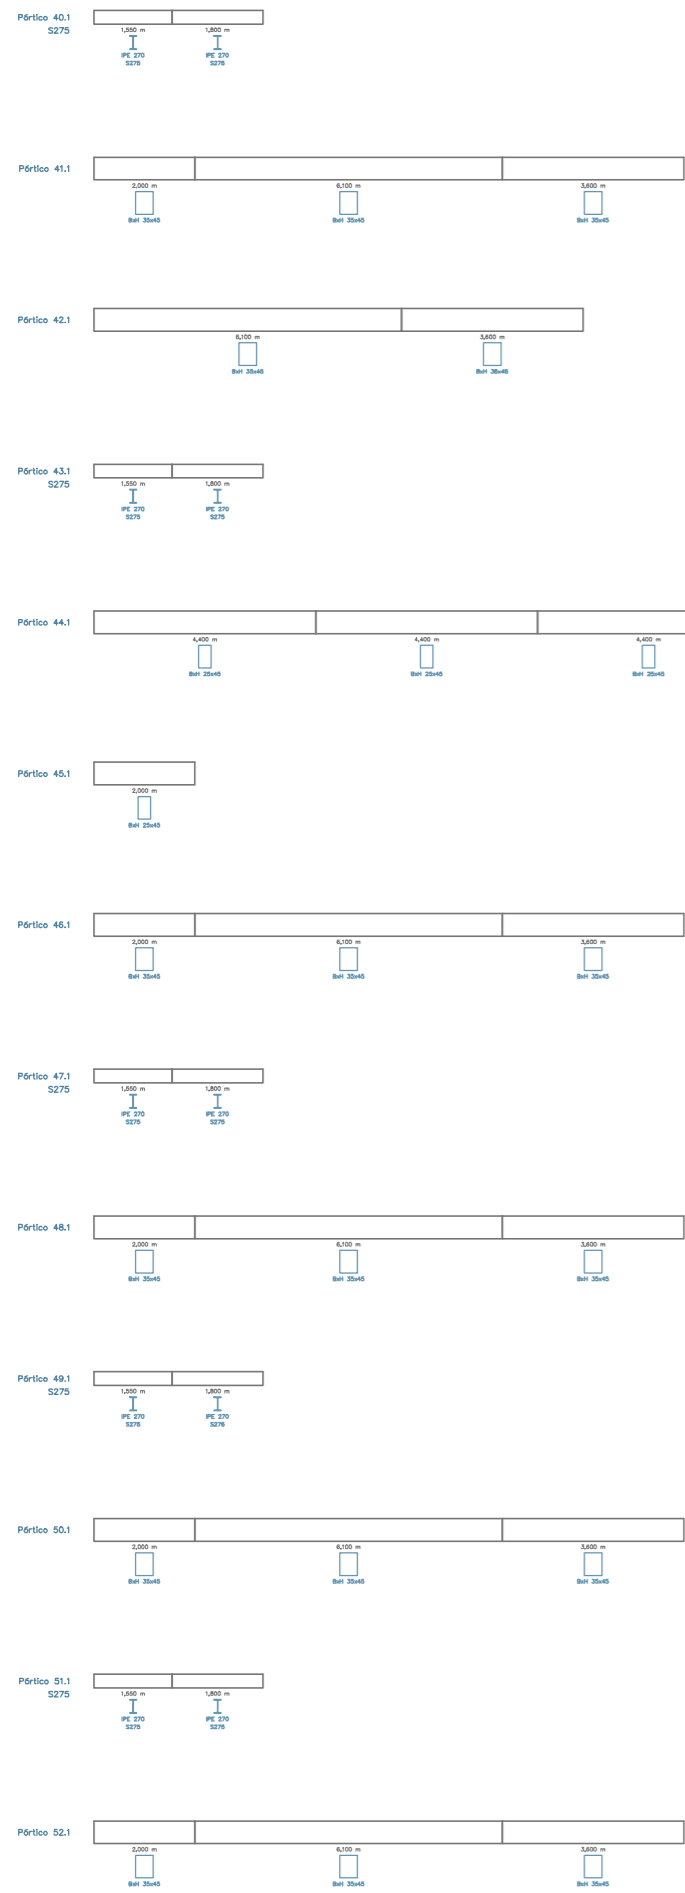 Pórtico 40.1
S275
1,550 m 1,800 m
IPE 270 IPE 270
S275 S275
Pórtico 41.1
2,000 m 6,100 m 3,600 m
BxH 35x45 BxH 35x45 BxH 35x45
Pórtico 42.1
6,100 m 3,600 m
BxH 35x45 BxH 35x45
Pórtico 43.1
S275
1,550 m 1,800 m
IPE 270 IPE 270
S275 S275
Pórtico 44.1
4,400 m 4,400 m 4,400 m
BxH 25x45 BxH 25x45 BxH 25x45
Pórtico 45.1
2,000 m
BxH 25x45
Pórtico 46.1
2,000 m 6,100 m 3,600 m
BxH 35x45 BxH 35x45 BxH 35x45
Pórtico 47.1
S275
1,550 m 1,800 m
IPE 270 IPE 270
S275 S275
Pórtico 48.1
2,000 m 6,100 m 3,600 m
BxH 35x45 BxH 35x45 BxH 35x45
Pórtico 49.1
S275
1,550 m 1,800 m
IPE 270 IPE 270
S275 S275
Pórtico 50.1
2,000 m 6,100 m 3,600 m
BxH 35x45 BxH 35x45 BxH 35x45
Pórtico 51.1
S275
1,550 m 1,800 m
IPE 270 IPE 270
S275 S275
Pórtico 52.1
2,000 m 6,100 m 3,600 m
BxH 35x45 BxH 35x45 BxH 35x45